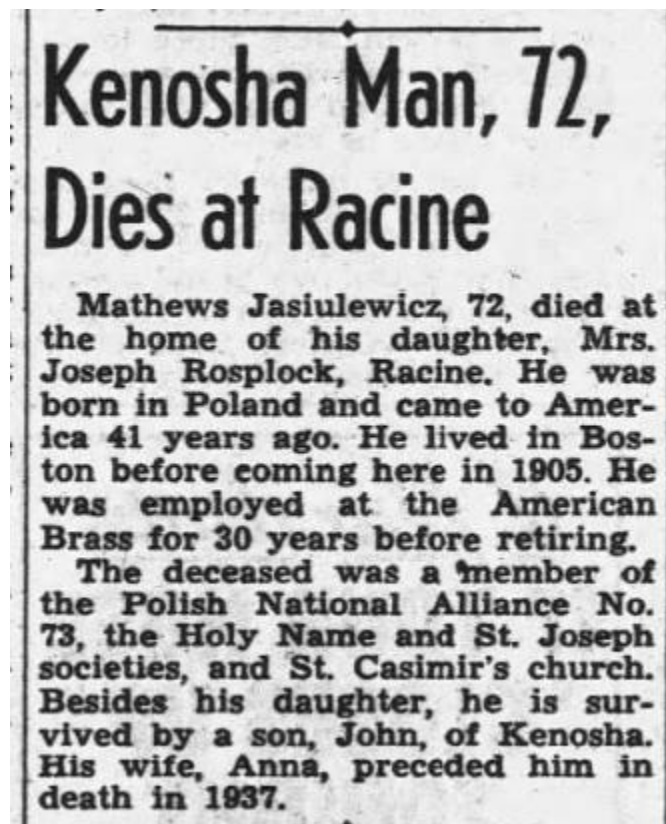 Kenosha Man, 72,
Dies at Racine
Mathews Jasiulewicz, 72, died at
the home of his daughter, Mrs.
Joseph Rosplock, Racine. He was
born in Poland and came to Amer-
ica 41 years ago. He lived in Bos-
ton before coming here in 1905. He
was employed at the American
Brass for 30 years before retiring.
The deceased was a member of
the Polish National Alliance No.
73, the Holy Name and St. Joseph
societies, and St. Casimir's church.
Besides his daughter, he is sur-
vived by a son, John, of Kenosha.
His wife, Anna, preceded him in
death in 1937.